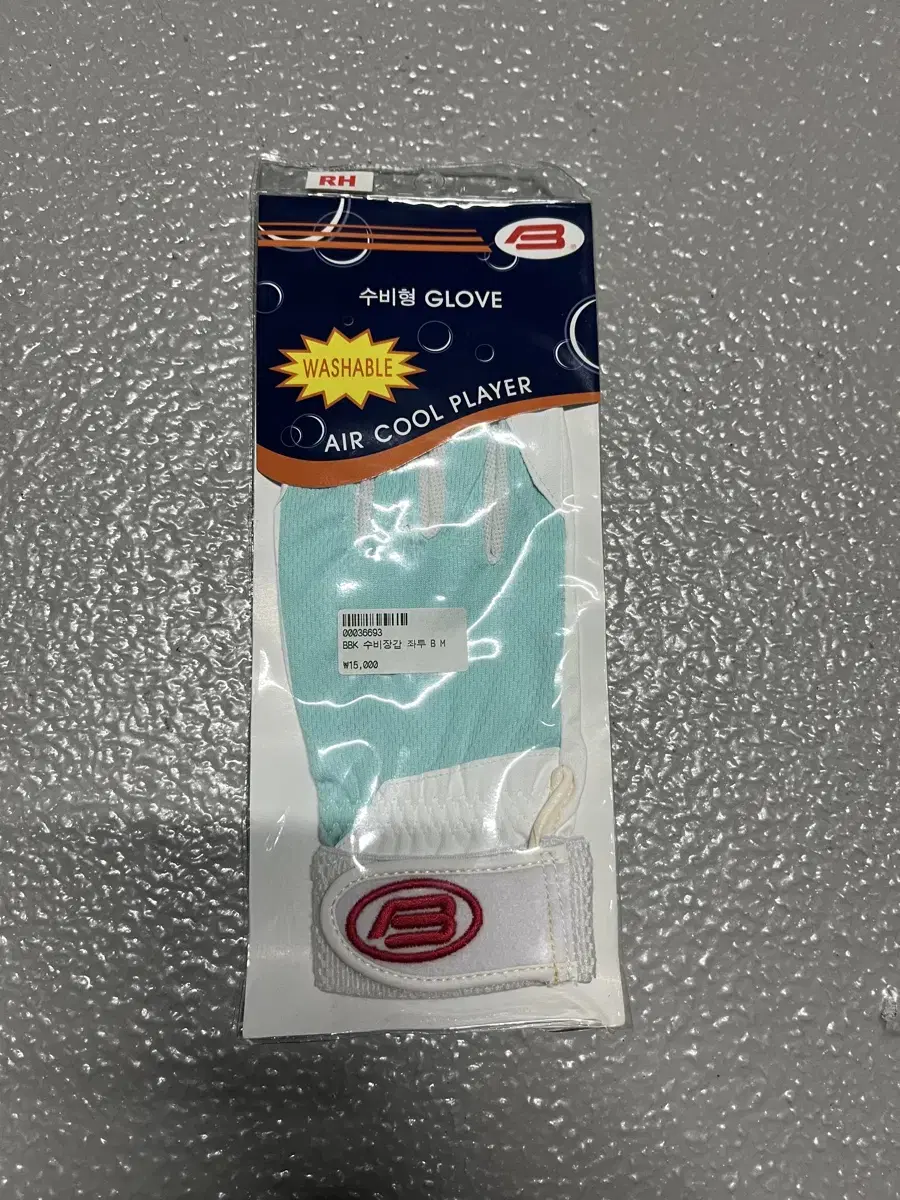 RH
B
수비형 GLOVE
WASHABLE
AIR COOL PLAYER
00036693
BBK 수비장갑 좌투 B M
₩15,000
B